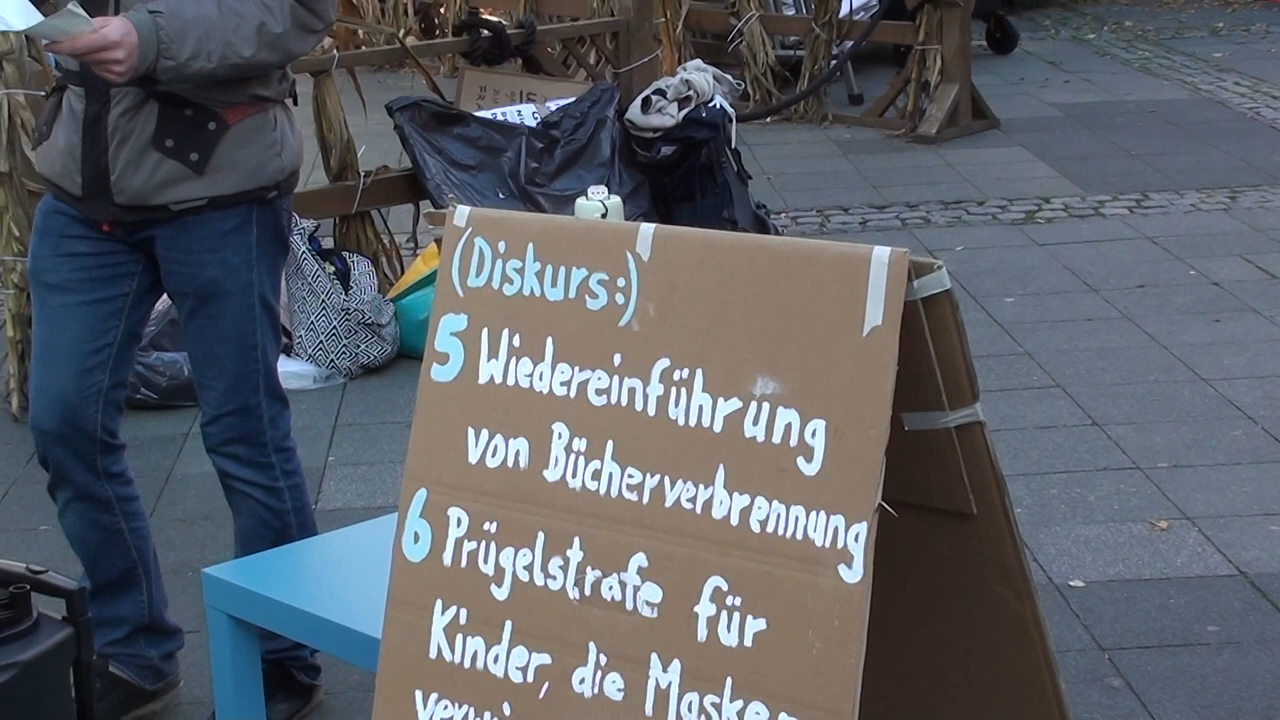 (Diskurs:)
5 Wiedereinführung
von Bücherverbrennung
6 Prügelstrafe für
Kinder, die Masken